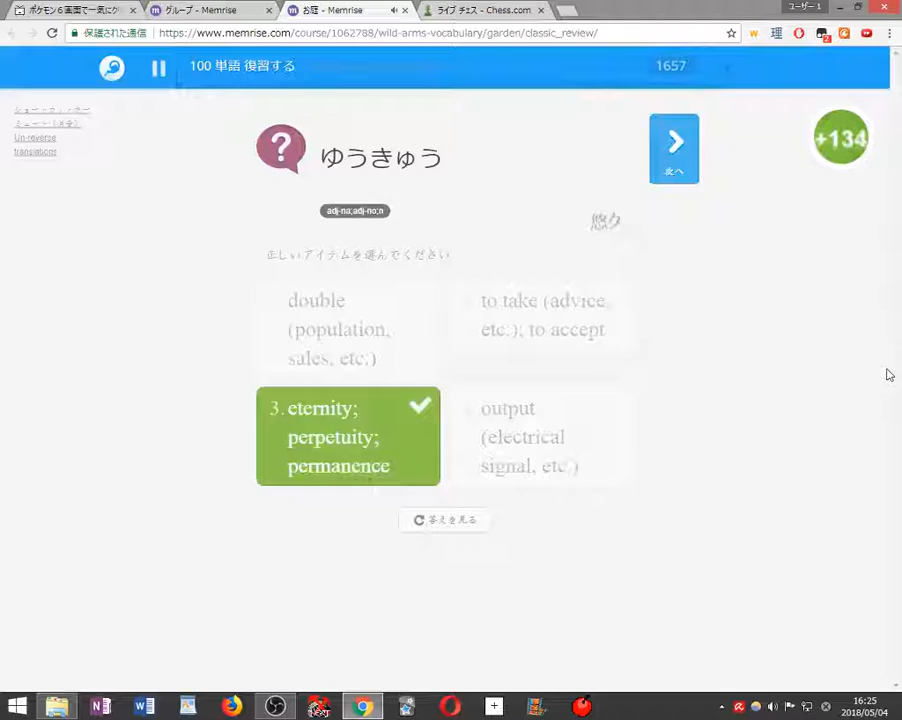 ポケモン６画面で一気にク
グループ - Memrise
お庭 - Memrise
ライブ チェス - Chess.com
ユーザー 1
保護された通信
https://www.memrise.com/course/1062788/wild-arms-vocabulary/garden/classic_review/
100 単語 復習する
1657
Un-reverse
translations
ゆうきゅう
次へ
+134
adj-na;adj-no;n
悠久
正しいアイテムを選んでください
double
(population,
sales, etc.)
to take (advice,
etc.); to accept
3. eternity;
perpetuity;
permanence
output
(electrical
signal, etc.)
答えを見る
16:25
2018/05/04